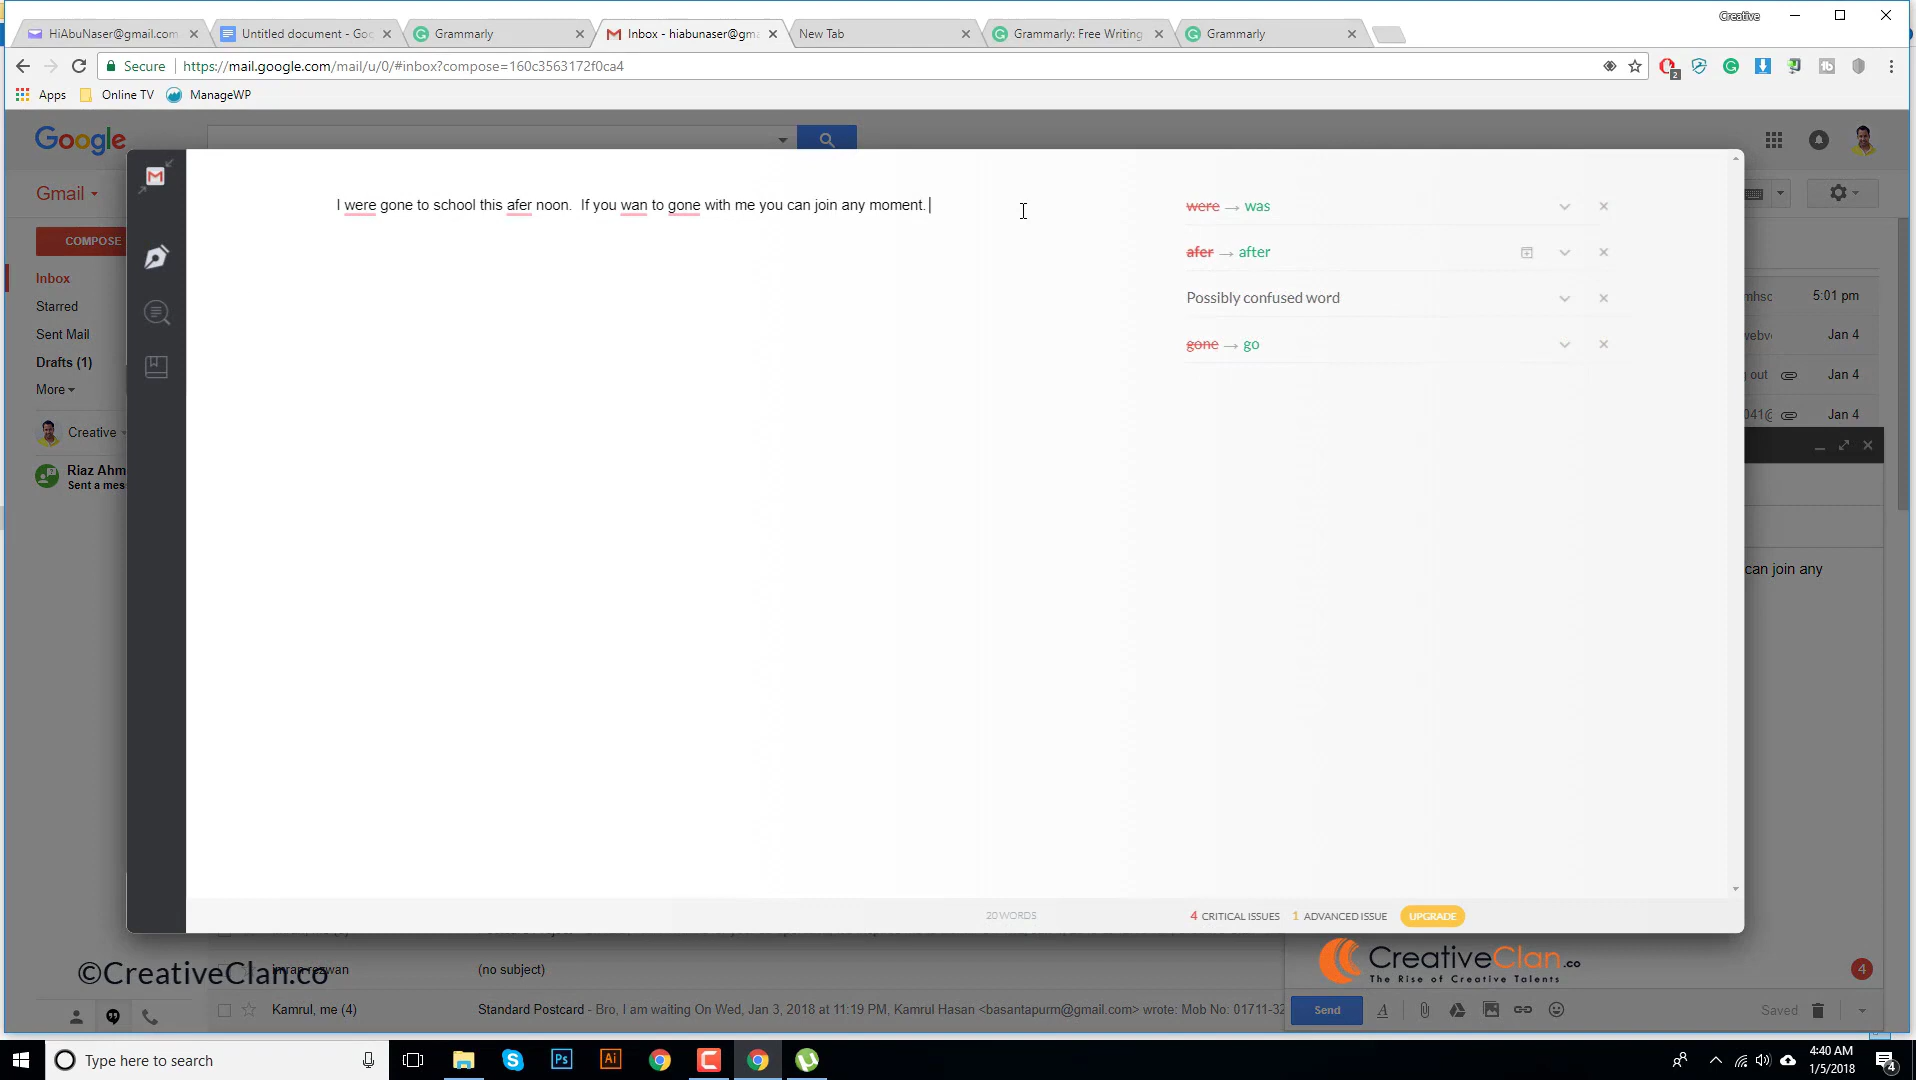 Creative
HiAbuNaser@gmail.com
Untitled document - Goo
Grammarly
Inbox - hiabunaser@gma
New Tab
Grammarly: Free Writing
Grammarly
Secure
https://mail.google.com/mail/u/0/#inbox?compose=160c3563172f0ca4
2
Apps
Online TV
ManageWP
Google
Gmail
COMPOSE
Inbox
Starred
Sent Mail
Drafts (1)
More
Creative
Riaz Ahm
Sent a mes
I were gone to school this afer noon.  If you wan to gone with me you can join any moment.
were → was
afer → after
Possibly confused word
gone → go
5:01 pm
Jan 4
out Jan 4
041@ Jan 4
can join any
20 WORDS
4 CRITICAL ISSUES
1 ADVANCED ISSUE
UPGRADE
©CreativeClan.co
imran rezwan
(no subject)
CreativeClan.co
The Rise of Creative Talents
4
Kamrul, me (4)
Standard Postcard - Bro, I am waiting On Wed, Jan 3, 2018 at 11:19 PM, Kamrul Hasan <basantapurm@gmail.com> wrote: Mob No: 01711-32
Send
Saved
Type here to search
Ps
Ai
4:40 AM
1/5/2018
4